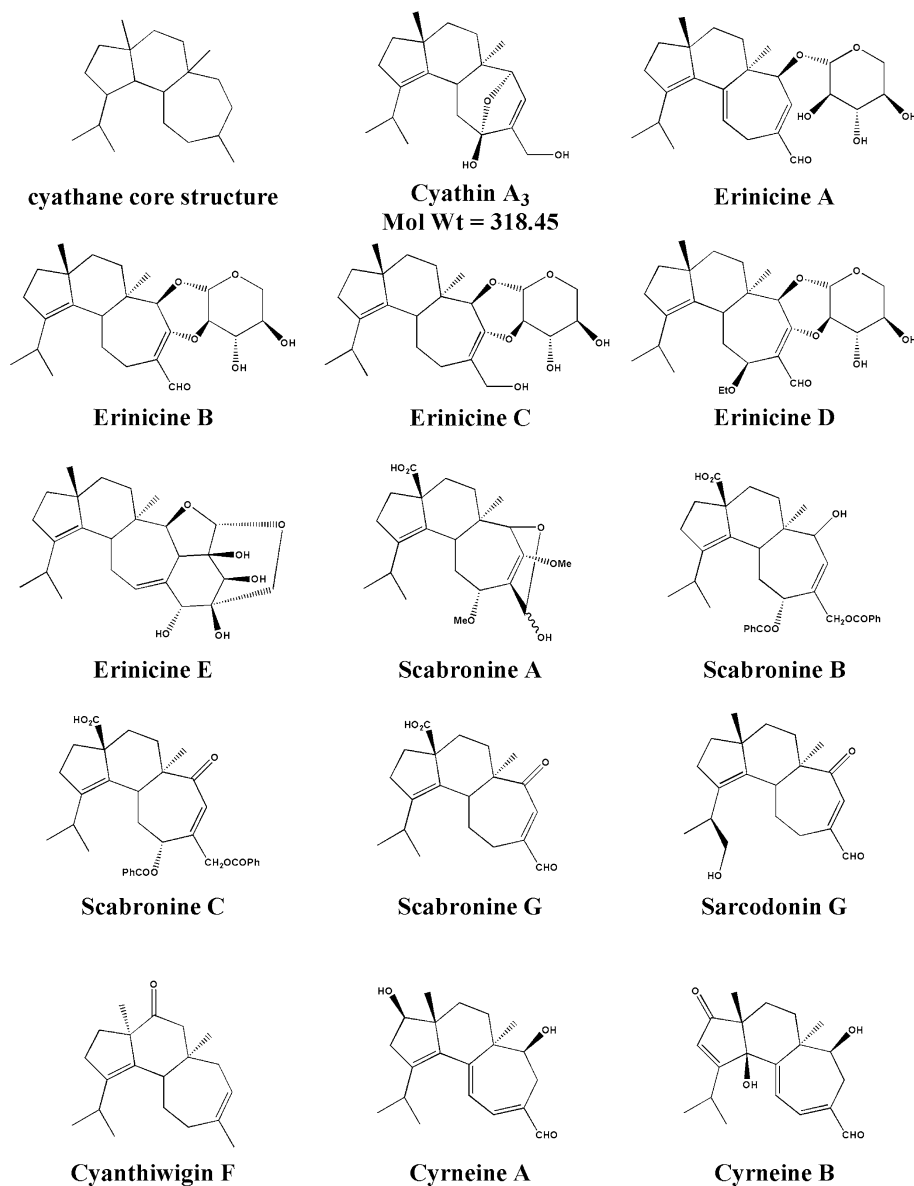 cyathane core structure
O
HO
OH
Cyathin A3
Mol Wt = 318.45
O
O
OH
OH
OH
CHO
Erinicine A
O
O
O
OH
OH
CHO
Erinicine B
O
O
O
OH
OH
OH
Erinicine C
O
O
O
OH
OH
EtO
CHO
Erinicine D
O
O
OH
OH
HO
OH
Erinicine E
HO2C
O
OMe
MeO
OH
Scabronine A
HO2C
OH
PhCOO
CH2OCOPh
Scabronine B
HO2C
O
PhCOO
CH2OCOPh
Scabronine C
HO2C
O
CHO
Scabronine G
O
HO
CHO
Sarcodonin G
O
Cyanthiwigin F
HO
OH
CHO
Cyrneine A
O
OH
OH
CHO
Cyrneine B